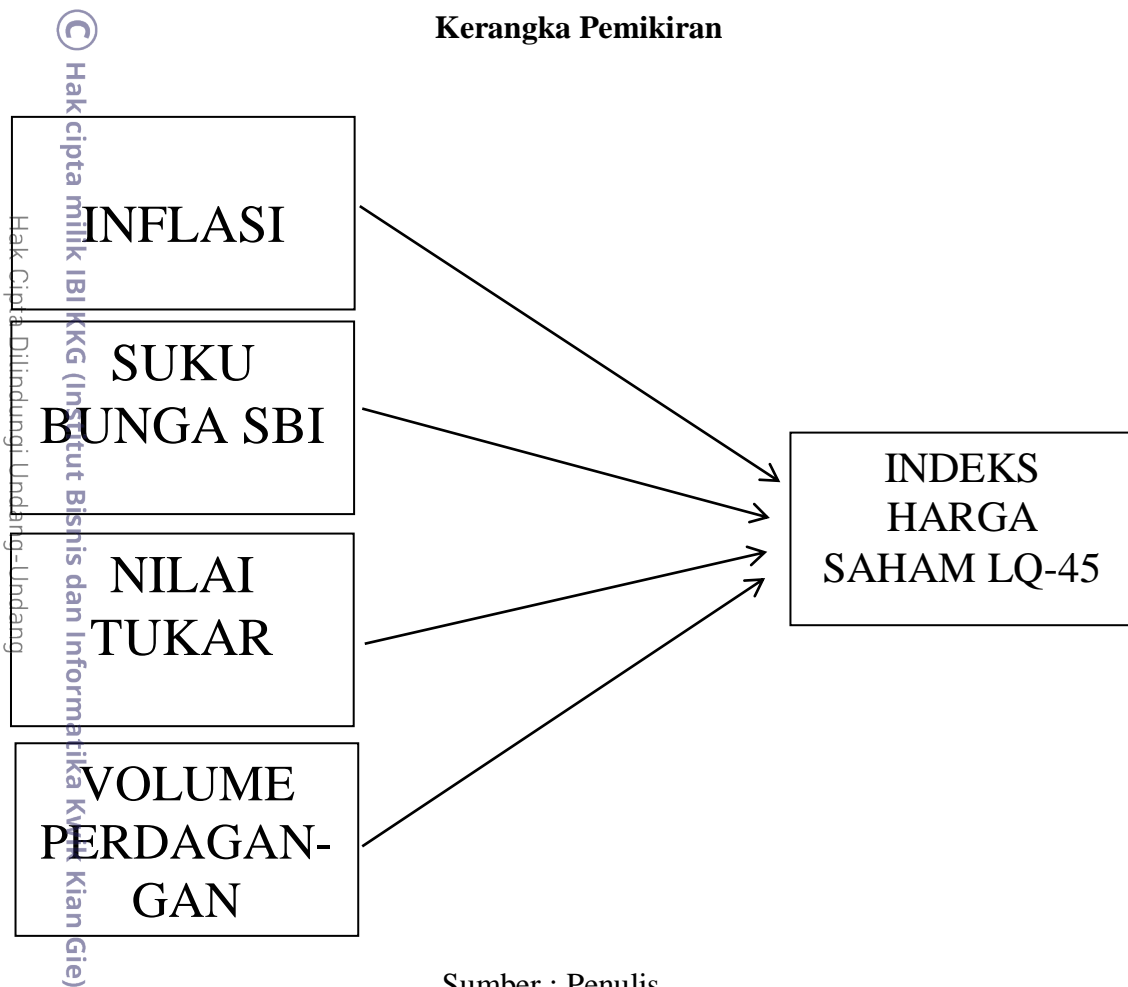 Kerangka Pemikiran
© Hak cipta milik IBI KKG (Institut Bisnis dan Informatika Kwik Kian Gie)
Hak Cipta Dilindungi Undang-Undang
INFLASI
SUKU
BUNGA SBI
NILAI
TUKAR
VOLUME
PERDAGAN-
GAN
INDEKS
HARGA
SAHAM LQ-45
Sumber : Penulis